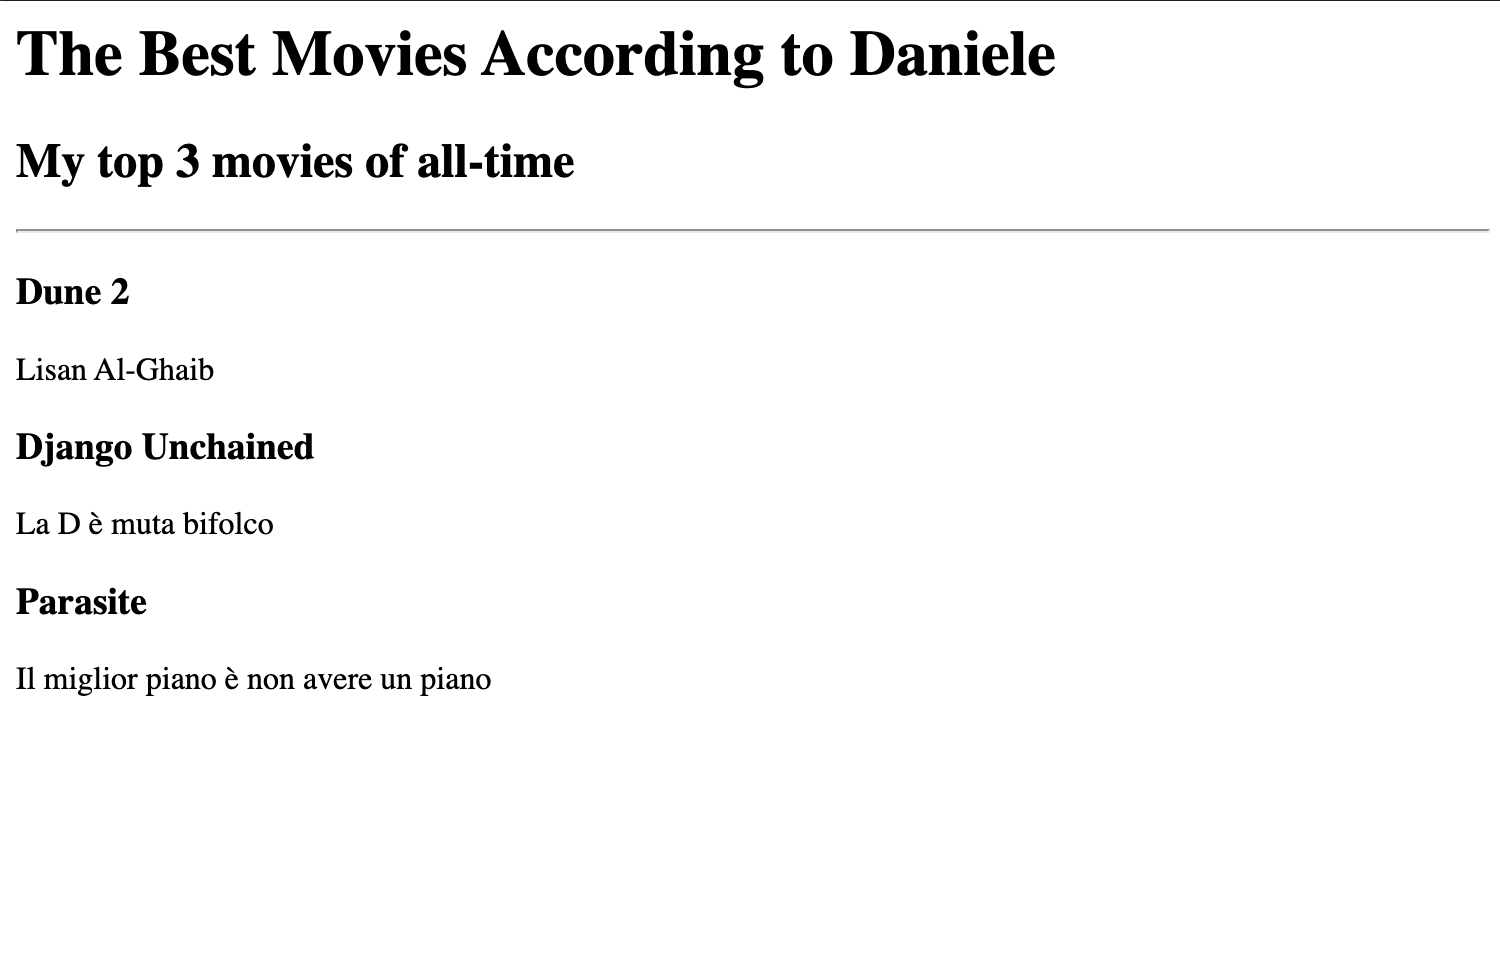 The Best Movies According to Daniele
My top 3 movies of all-time
Dune 2
Lisan Al-Ghaib
Django Unchained
La D è muta bifolco
Parasite
Il miglior piano è non avere un piano